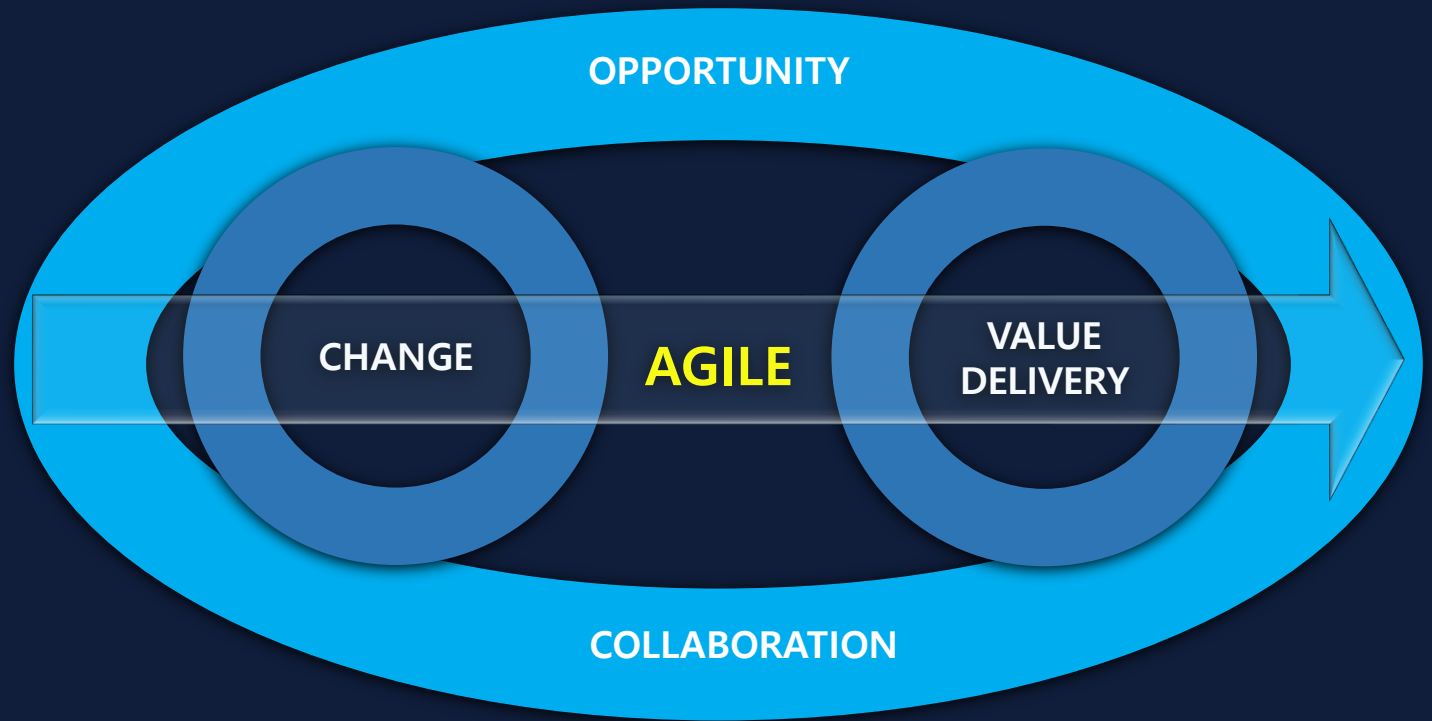 OPPORTUNITY
CHANGE
AGILE
VALUE
DELIVERY
COLLABORATION